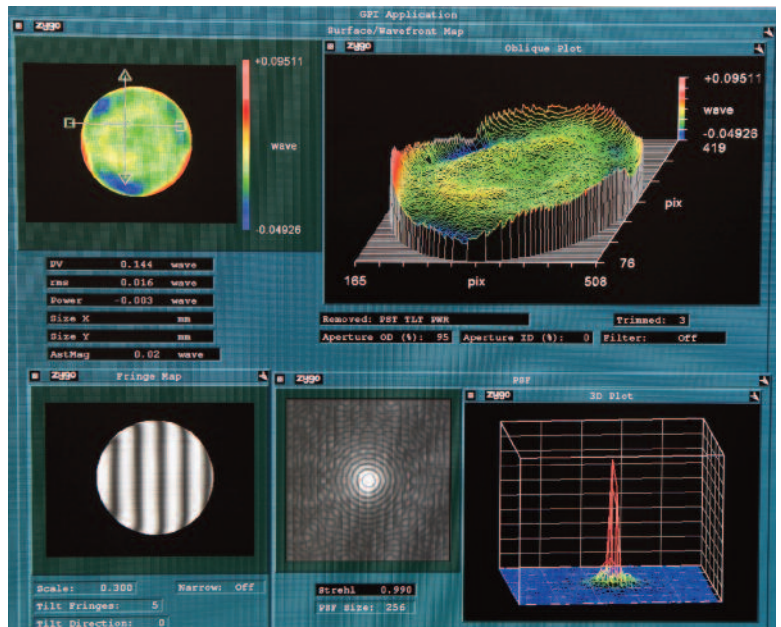 GPI Application
zygo Surface/Wavefront Map
zygo
+0.09511
wave
-0.04926
zygo Oblique Plot
+0.09511
wave
-0.04926
419
pix
76
165 pix 508
PV 0.144 wave
rms 0.016 wave
Power -0.003 wave
Size X mm
Size Y mm
AstMag 0.02 wave
Removed: PST TLT PWR Trimmed: 3
Aperture OD (%): 95 Aperture ID (%): 0 Filter: Off
zygo Fringe Map
Scale: 0.300 Narrow: Off
Tilt Fringes: 5
Tilt Direction: 0
zygo PSF
Strehl 0.990
PSF Size: 256
zygo 3D Plot